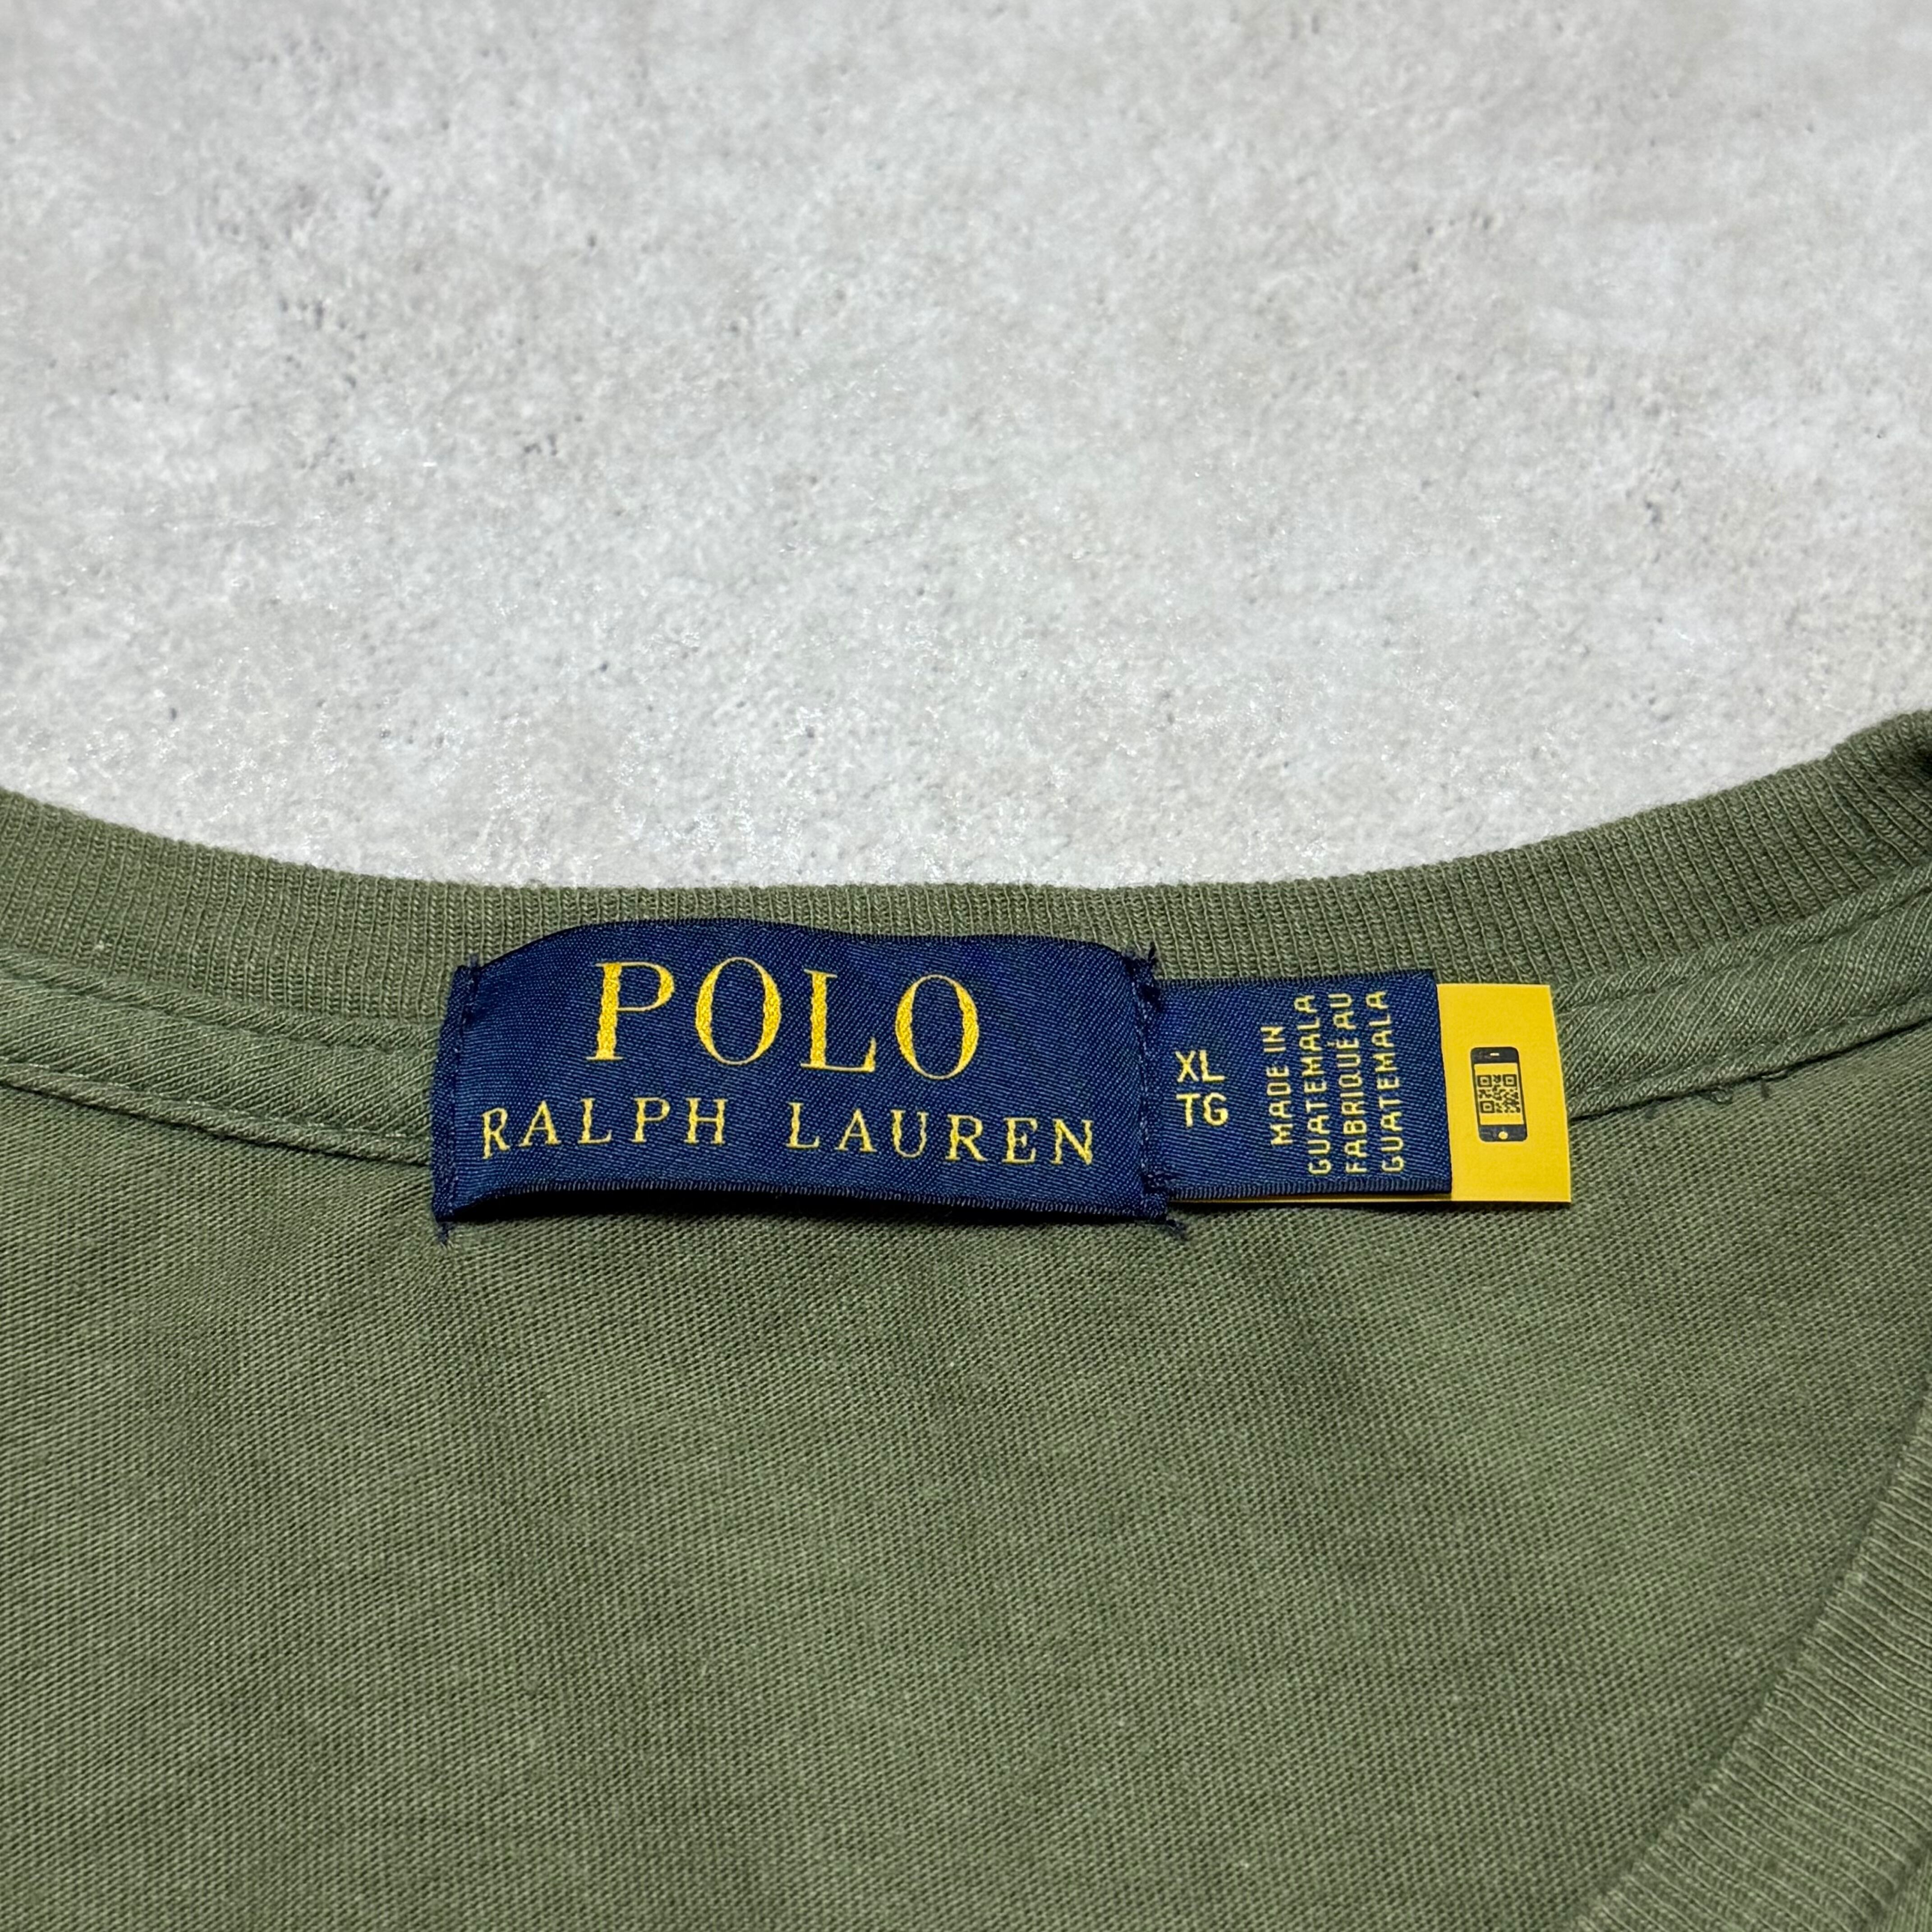 POLO
RALPH LAUREN
XL
TG
MADE IN
GUATEMALA
FABRIQUÉ AU
GUATEMALA